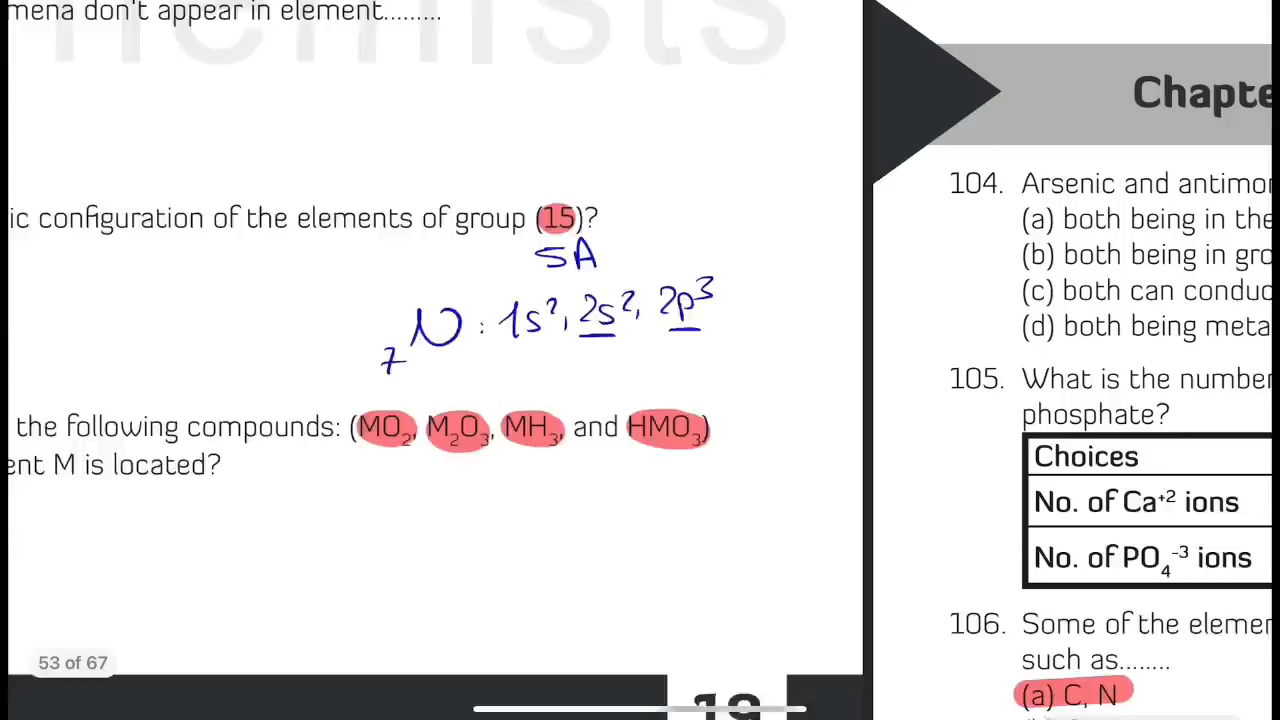 mena don't appear in element.........
ic configuration of the elements of group (15)?
5A
₇N : 1s², 2s², 2p³
the following compounds: (MO₂, M₂O₃, MH₃, and HMO₃)
ent M is located?
53 of 67
19
Chapte
104. Arsenic and antimo
(a) both being in the
(b) both being in gro
(c) both can conduc
(d) both being meta
105. What is the number
phosphate?
Choices
No. of Ca⁺² ions
No. of PO₄⁻³ ions
106. Some of the elemen
such as........
(a) C, N